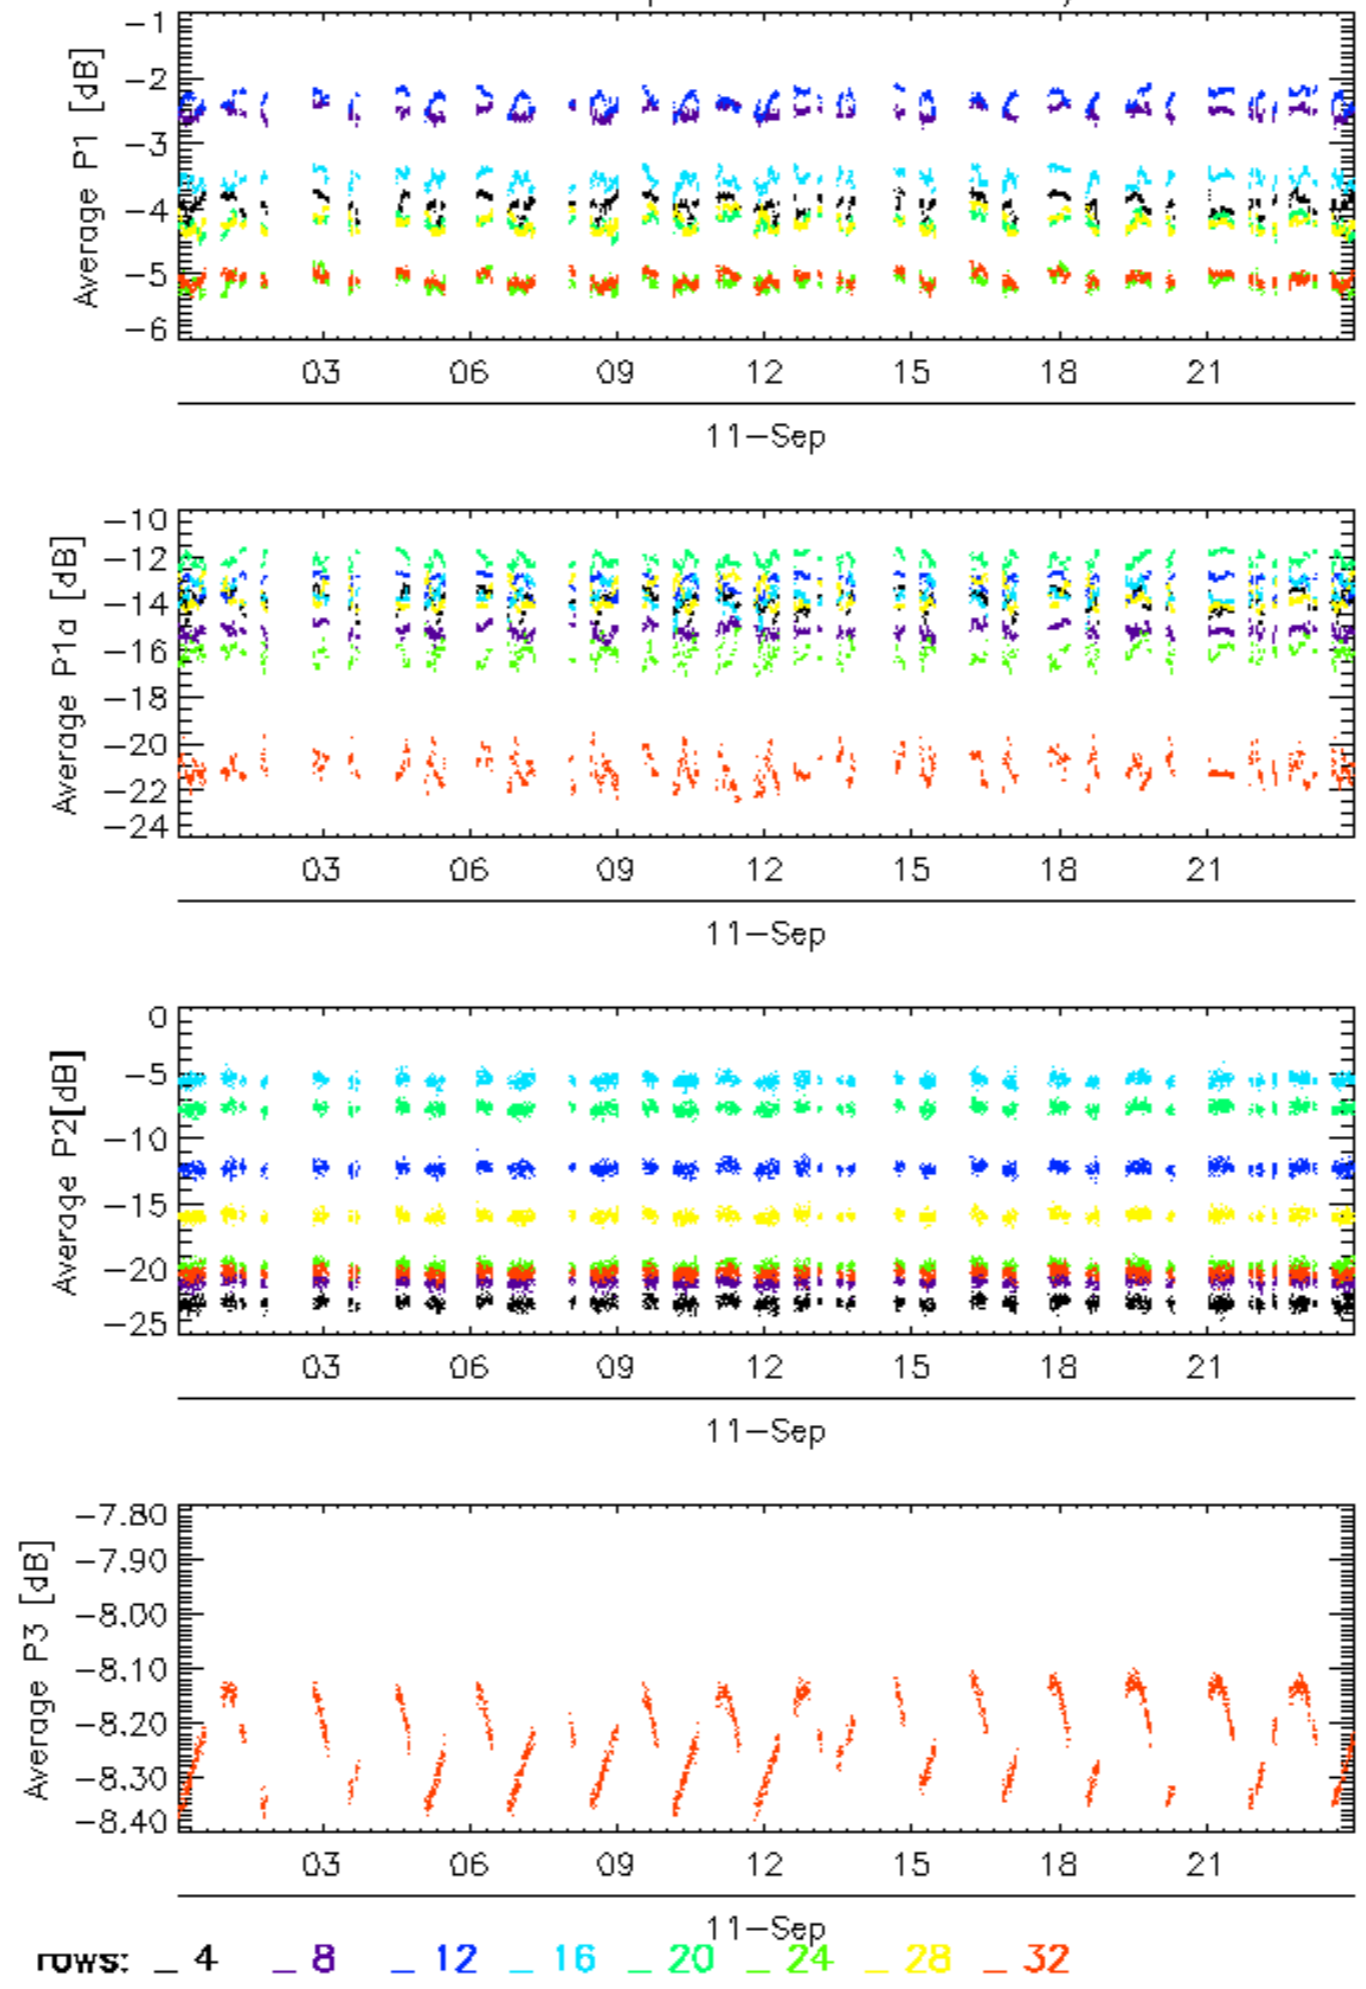 -1
-2
-3
-4
-5
-6
Average P1 [dB]
03 06 09 12 15 18 21
11-Sep
-10
-12
-14
-16
-18
-20
-22
-24
Average P1a [dB]
03 06 09 12 15 18 21
11-Sep
0
-5
-10
-15
-20
-25
Average P2[dB]
03 06 09 12 15 18 21
11-Sep
-7.80
-7.90
-8.00
-8.10
-8.20
-8.30
-8.40
Average P3 [dB]
03 06 09 12 15 18 21
11-Sep
rows: _ 4 _ 8 _ 12 _ 16 _ 20 _ 24 _ 28 _ 32